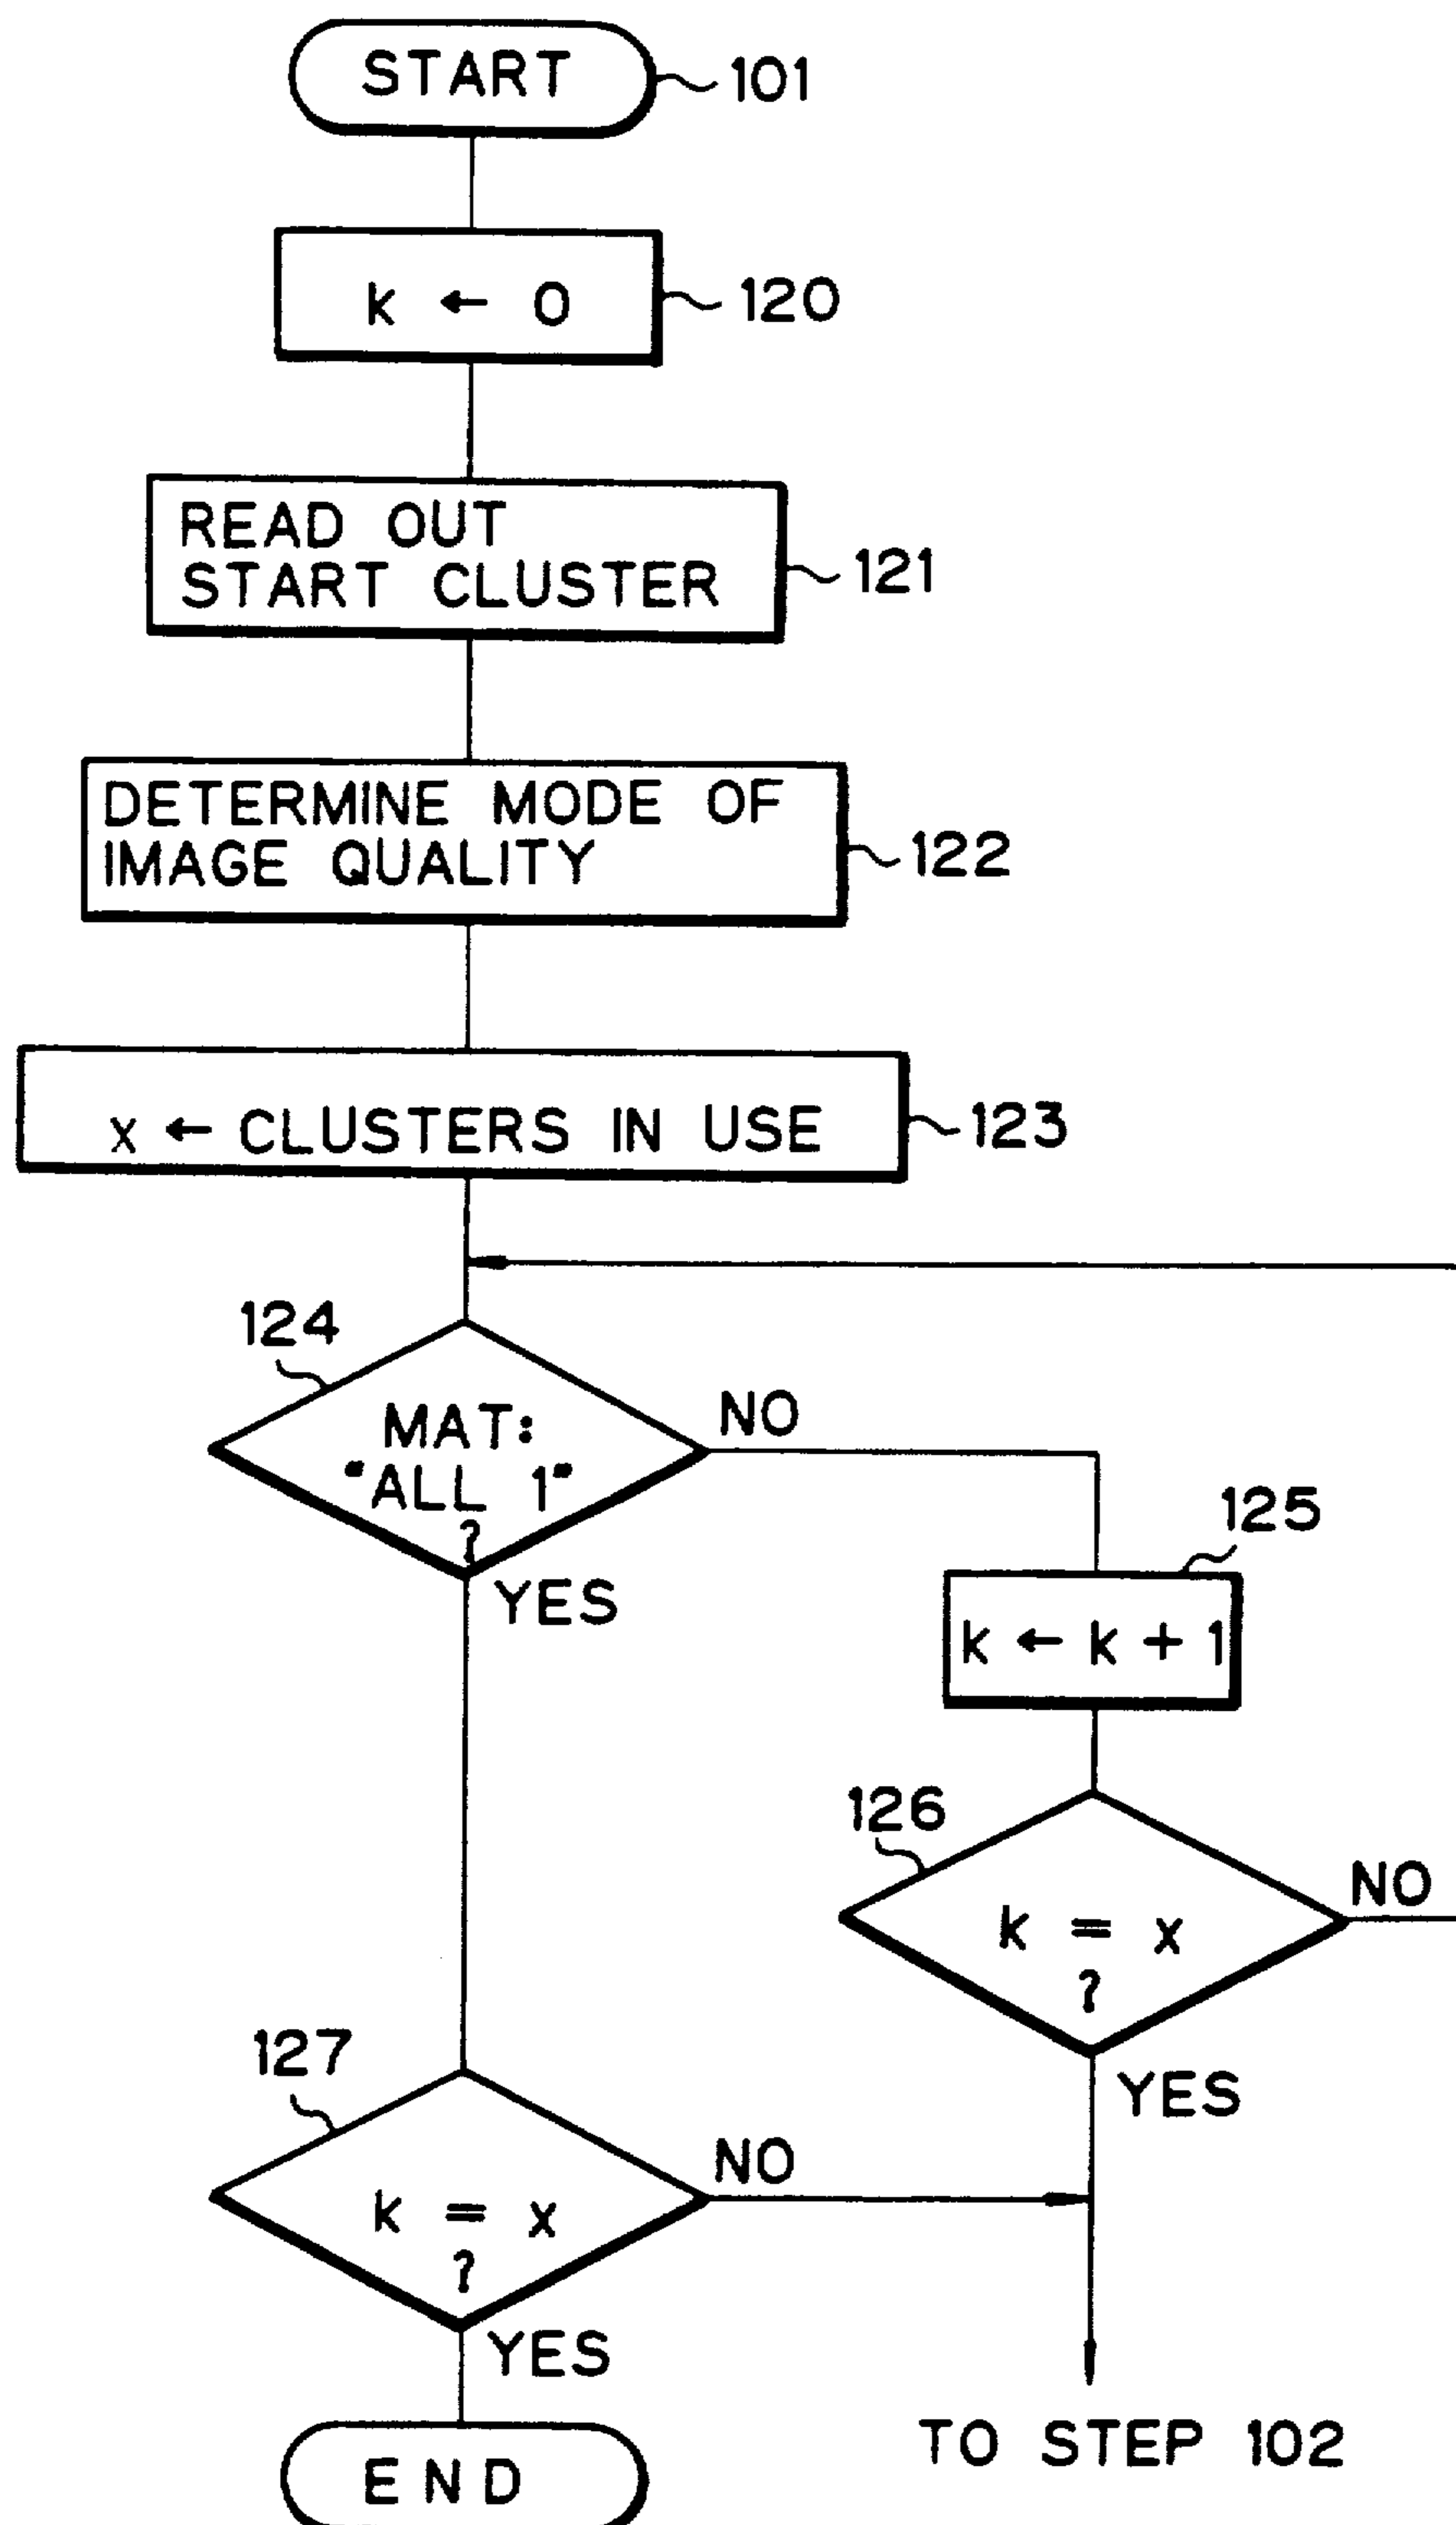 START
101
k ← 0
120
READ OUT
START CLUSTER
121
DETERMINE MODE OF
IMAGE QUALITY
122
x ← CLUSTERS IN USE
123
124
MAT:
"ALL 1"
?
NO
YES
125
k ← k + 1
126
k = x
?
NO
YES
127
k = x
?
NO
YES
END
TO STEP 102